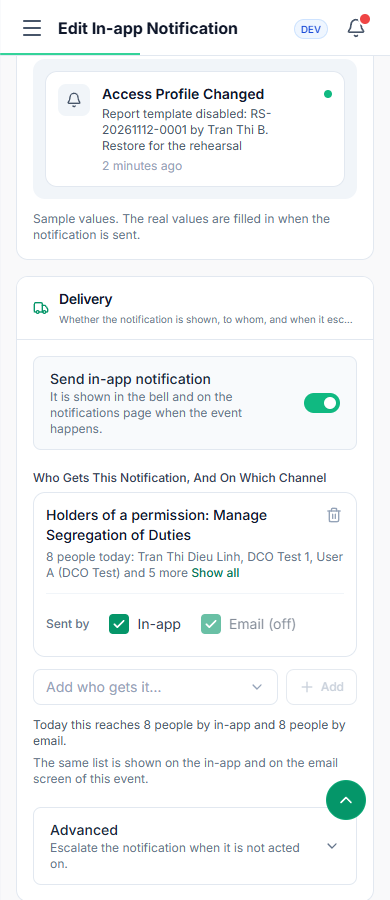 Edit In-app Notification
DEV
Access Profile Changed
Report template disabled: RS-
20261112-0001 by Tran Thi B.
Restore for the rehearsal
2 minutes ago
Sample values. The real values are filled in when the
notification is sent.
Delivery
Whether the notification is shown, to whom, and when it esc...
Send in-app notification
It is shown in the bell and on the
notifications page when the event
happens.
Who Gets This Notification, And On Which Channel
Holders of a permission: Manage
Segregation of Duties
8 people today: Tran Thi Dieu Linh, DCO Test 1, User
A (DCO Test) and 5 more Show all
Sent by In-app Email (off)
Add who gets it...
Add
Today this reaches 8 people by in-app and 8 people by
email.
The same list is shown on the in-app and on the email
screen of this event.
Advanced
Escalate the notification when it is not acted
on.